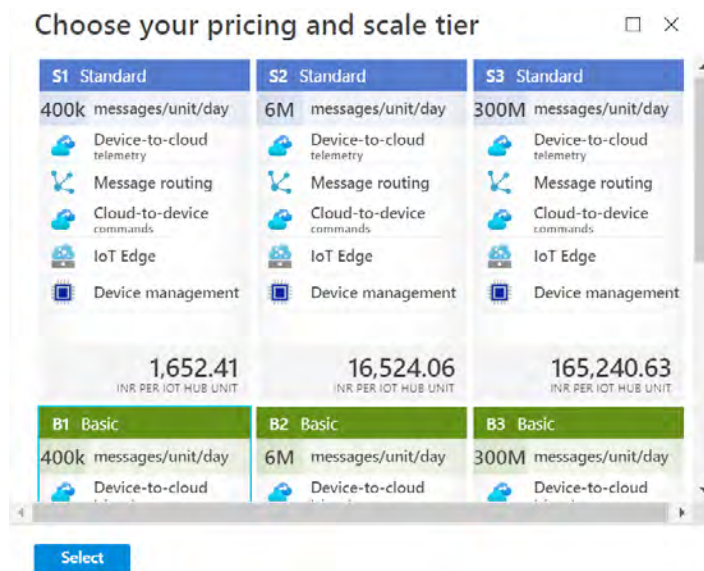 Choose your pricing and scale tier
S1 Standard
400k messages/unit/day
Device-to-cloud
telemetry
Message routing
Cloud-to-device
commands
IoT Edge
Device management
1,652.41
INR PER IOT HUB UNIT
S2 Standard
6M messages/unit/day
Device-to-cloud
telemetry
Message routing
Cloud-to-device
commands
IoT Edge
Device management
16,524.06
INR PER IOT HUB UNIT
S3 Standard
300M messages/unit/day
Device-to-cloud
telemetry
Message routing
Cloud-to-device
commands
IoT Edge
Device management
165,240.63
INR PER IOT HUB UNIT
B1 Basic
400k messages/unit/day
Device-to-cloud
B2 Basic
6M messages/unit/day
Device-to-cloud
B3 Basic
300M messages/unit/day
Device-to-cloud
Select